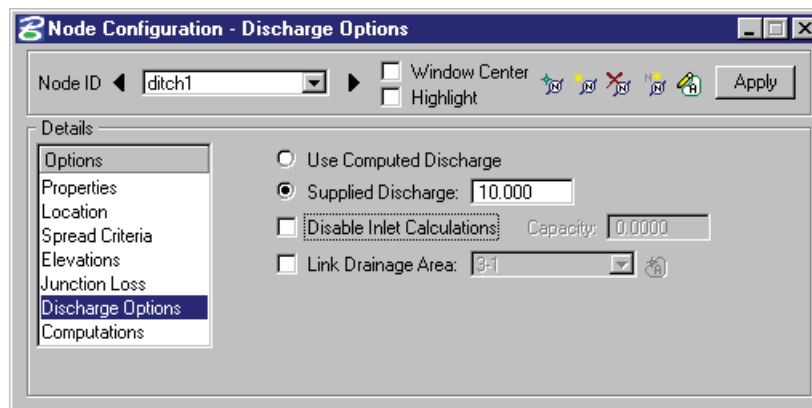 Node Configuration - Discharge Options
Node ID ditch1 Window Center Apply
Highlight
Details
Options
Properties
Location
Spread Criteria
Elevations
Junction Loss
Discharge Options
Computations
Use Computed Discharge
Supplied Discharge: 10.000
Disable Inlet Calculations Capacity: 0.0000
Link Drainage Area: 3-1